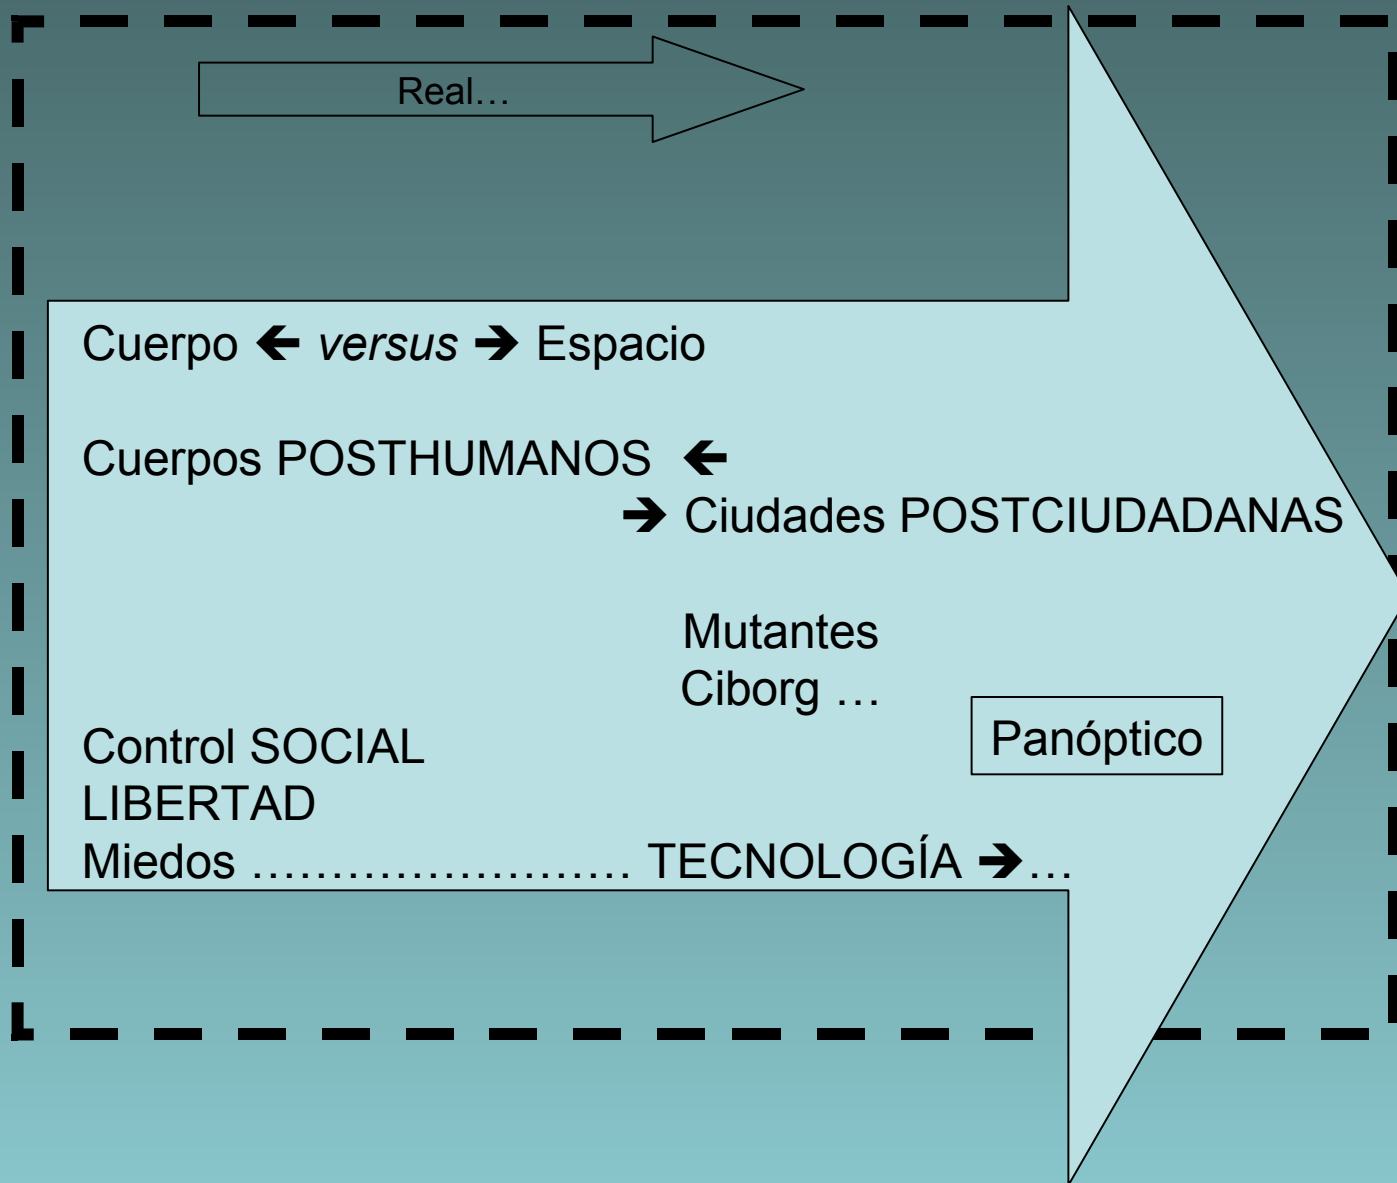 Real…
Cuerpo 🡸 versus 🡺 Espacio
Cuerpos POSTHUMANOS 🡸
🡺 Ciudades POSTCIUDADANAS
Mutantes
Ciborg …
Panóptico
Control SOCIAL
LIBERTAD
Miedos …………………… TECNOLOGÍA 🡺…